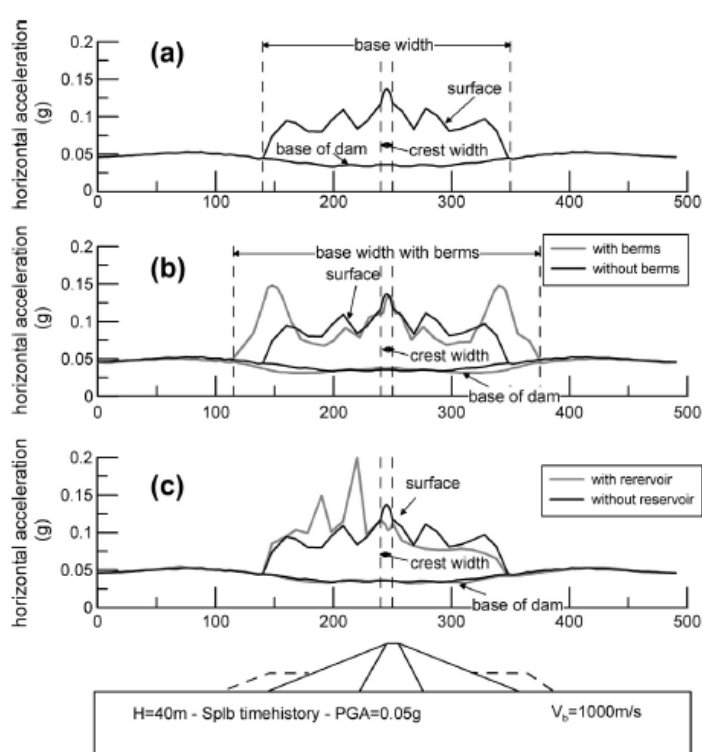 horizontal acceleration
(g)
0.2
0.15
0.1
0.05
0
(a)
base width
surface
base of dam
crest width
0
100
200
300
400
500
horizontal acceleration
(g)
0.2
0.15
0.1
0.05
0
(b)
base width with berms
surface
with berms
without berms
crest width
base of dam
0
100
200
300
400
500
horizontal acceleration
(g)
0.2
0.15
0.1
0.05
0
(c)
surface
with rerervoir
without reservoir
crest width
base of dam
0
100
200
300
400
500
H=40m - Splb timehistory - PGA=0.05g
Vb=1000m/s